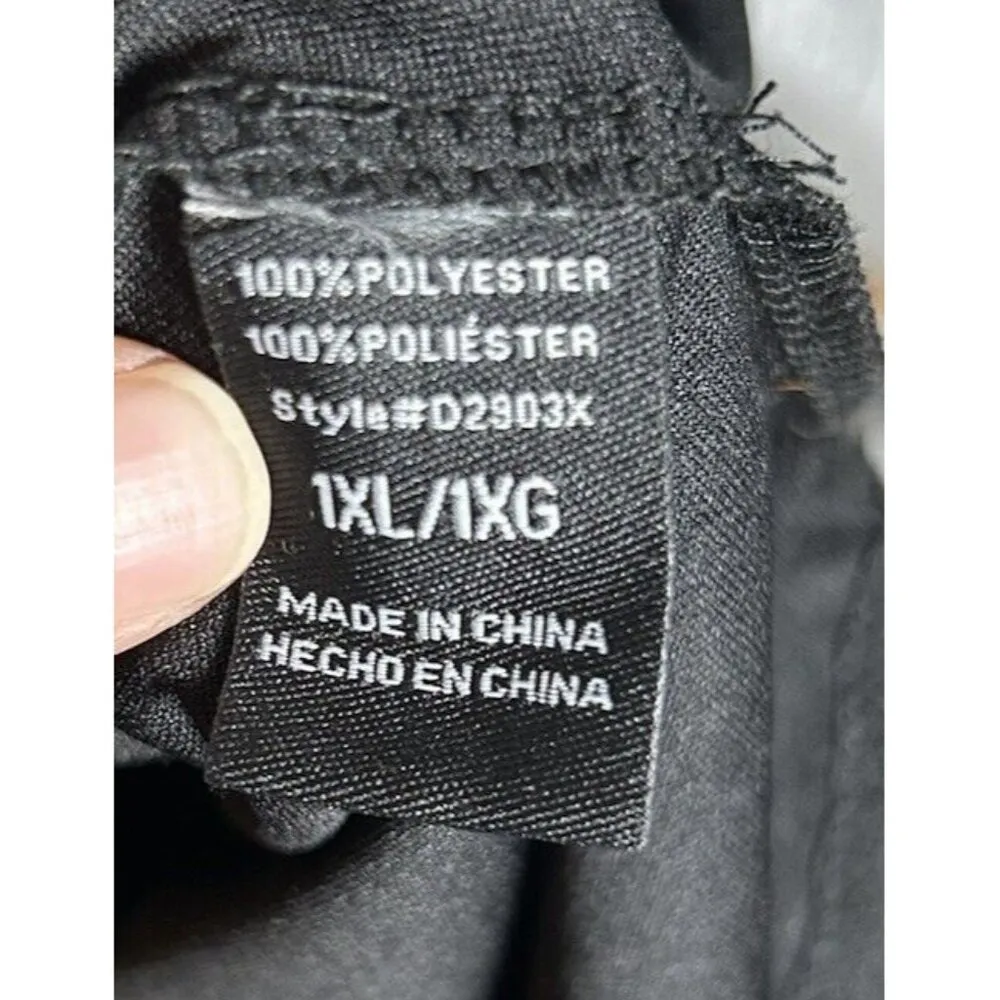 100%POLYESTER
100%POLIÉSTER
Style#D2903X
1XL/1XG
MADE IN CHINA
HECHO EN CHINA